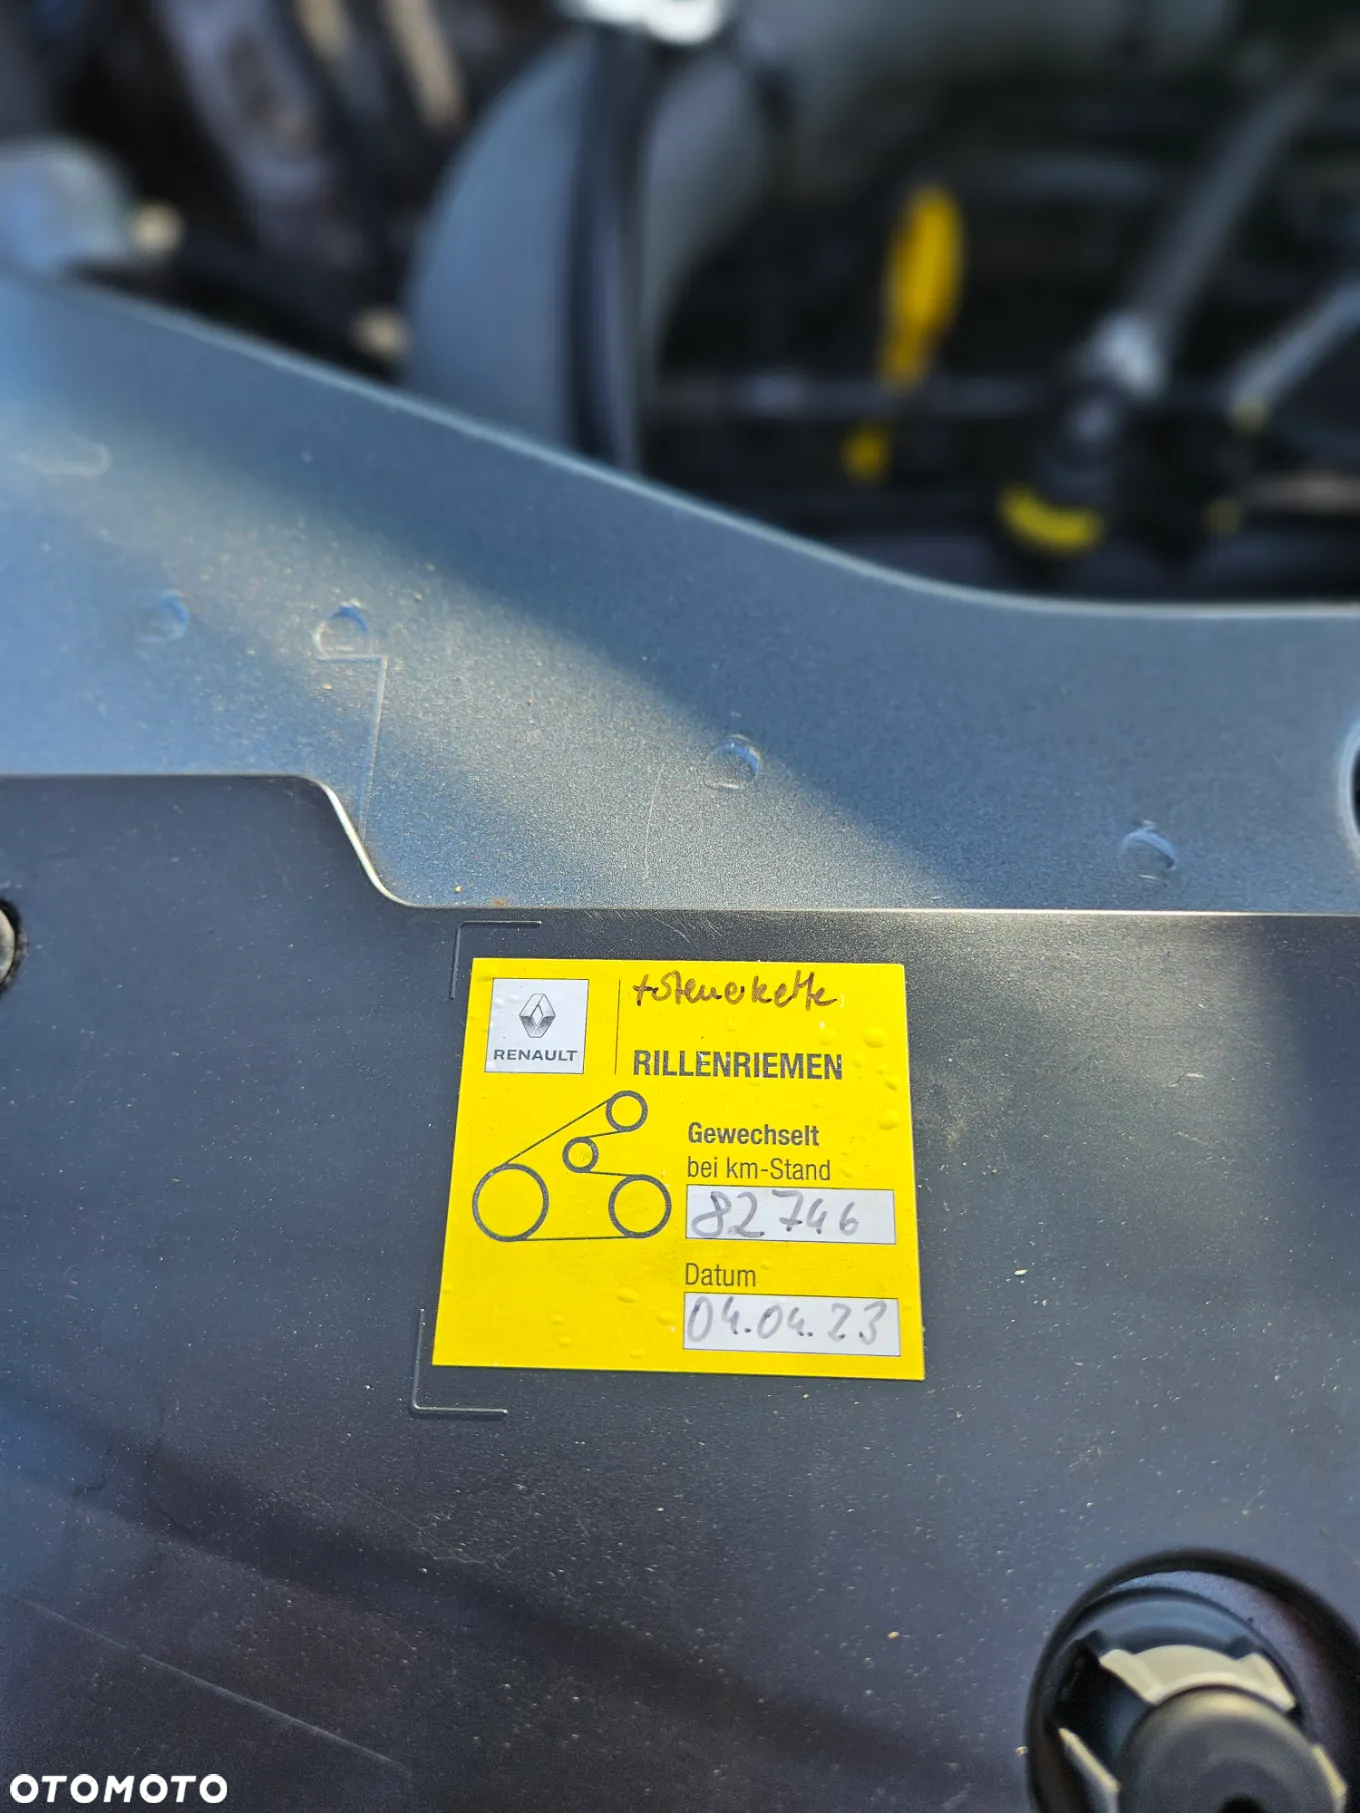 +Steuerkette
RENAULT
RILLENRIEMEN
Gewechselt
bei km-Stand
82746
Datum
04.04.23
OTOMOTO